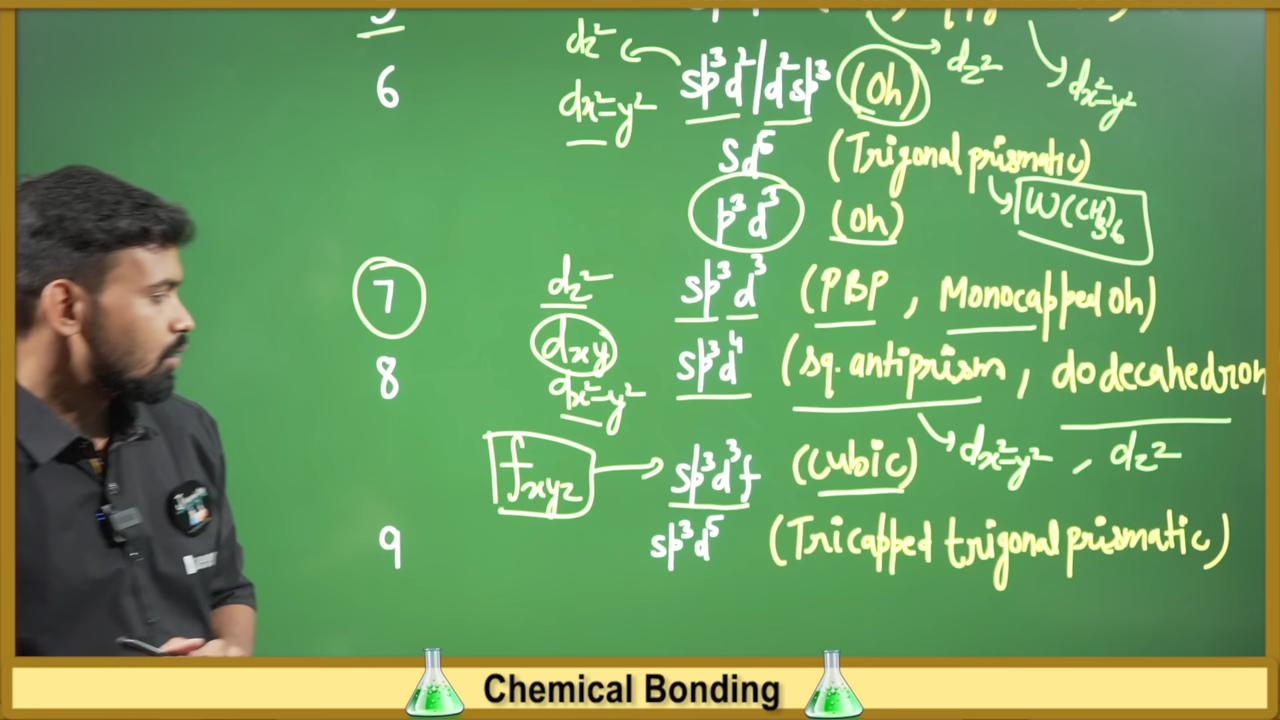 dz²
6 sp³d²/d²sp³ (Oh) dz²
dx²-y² dx²-y²
sd⁵ (Trigonal prismatic)
p³d³ (Oh) W(CH₃)₆
dz²
7 sp³d³ (PBP, Monocapped Oh)
dxy
8 sp³d⁴ (sq. antiprism, dodecahedron
dx²-y²
fxyz sp³d³f (cubic) dx²-y², dz²
9 sp³d⁵ (Tricapped trigonal prismatic)
Chemical Bonding